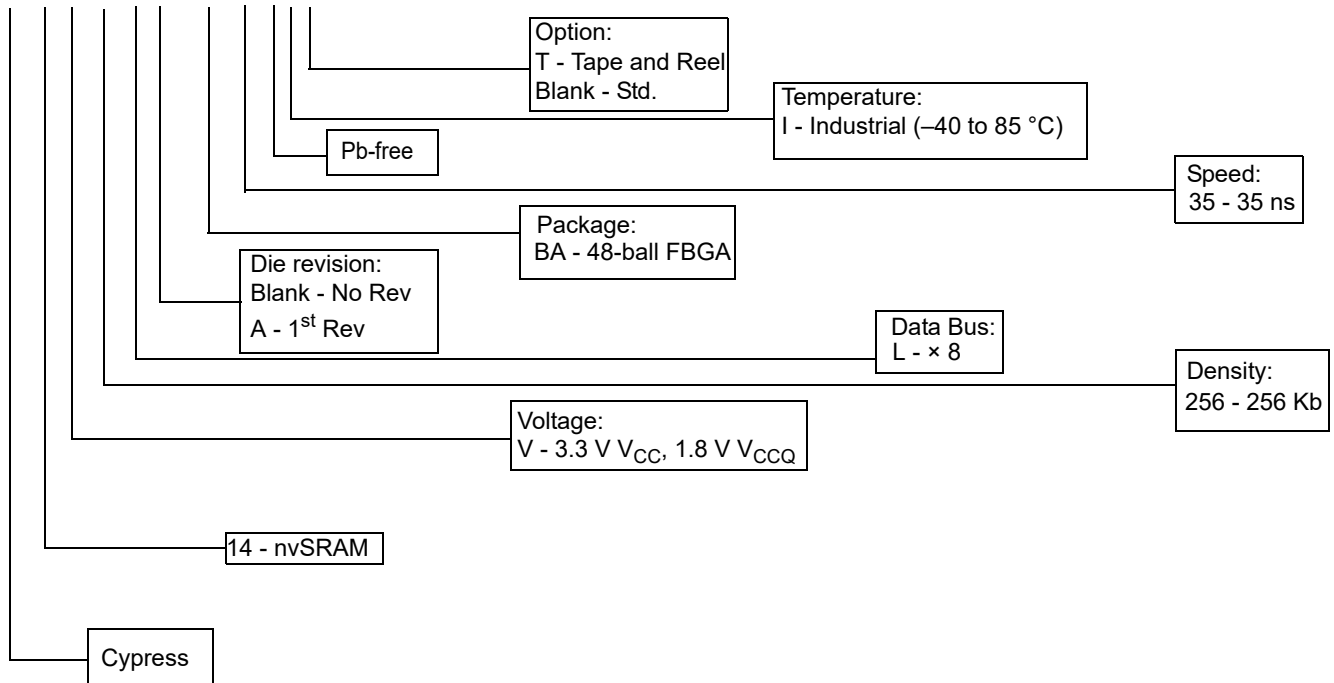 Option:
T - Tape and Reel
Blank - Std.
Temperature:
I - Industrial (–40 to 85 °C)
Pb-free
Speed:
35 - 35 ns
Package:
BA - 48-ball FBGA
Die revision:
Blank - No Rev
A - 1st Rev
Data Bus:
L - × 8
Density:
256 - 256 Kb
Voltage:
V - 3.3 V VCC, 1.8 V VCCQ
14 - nvSRAM
Cypress